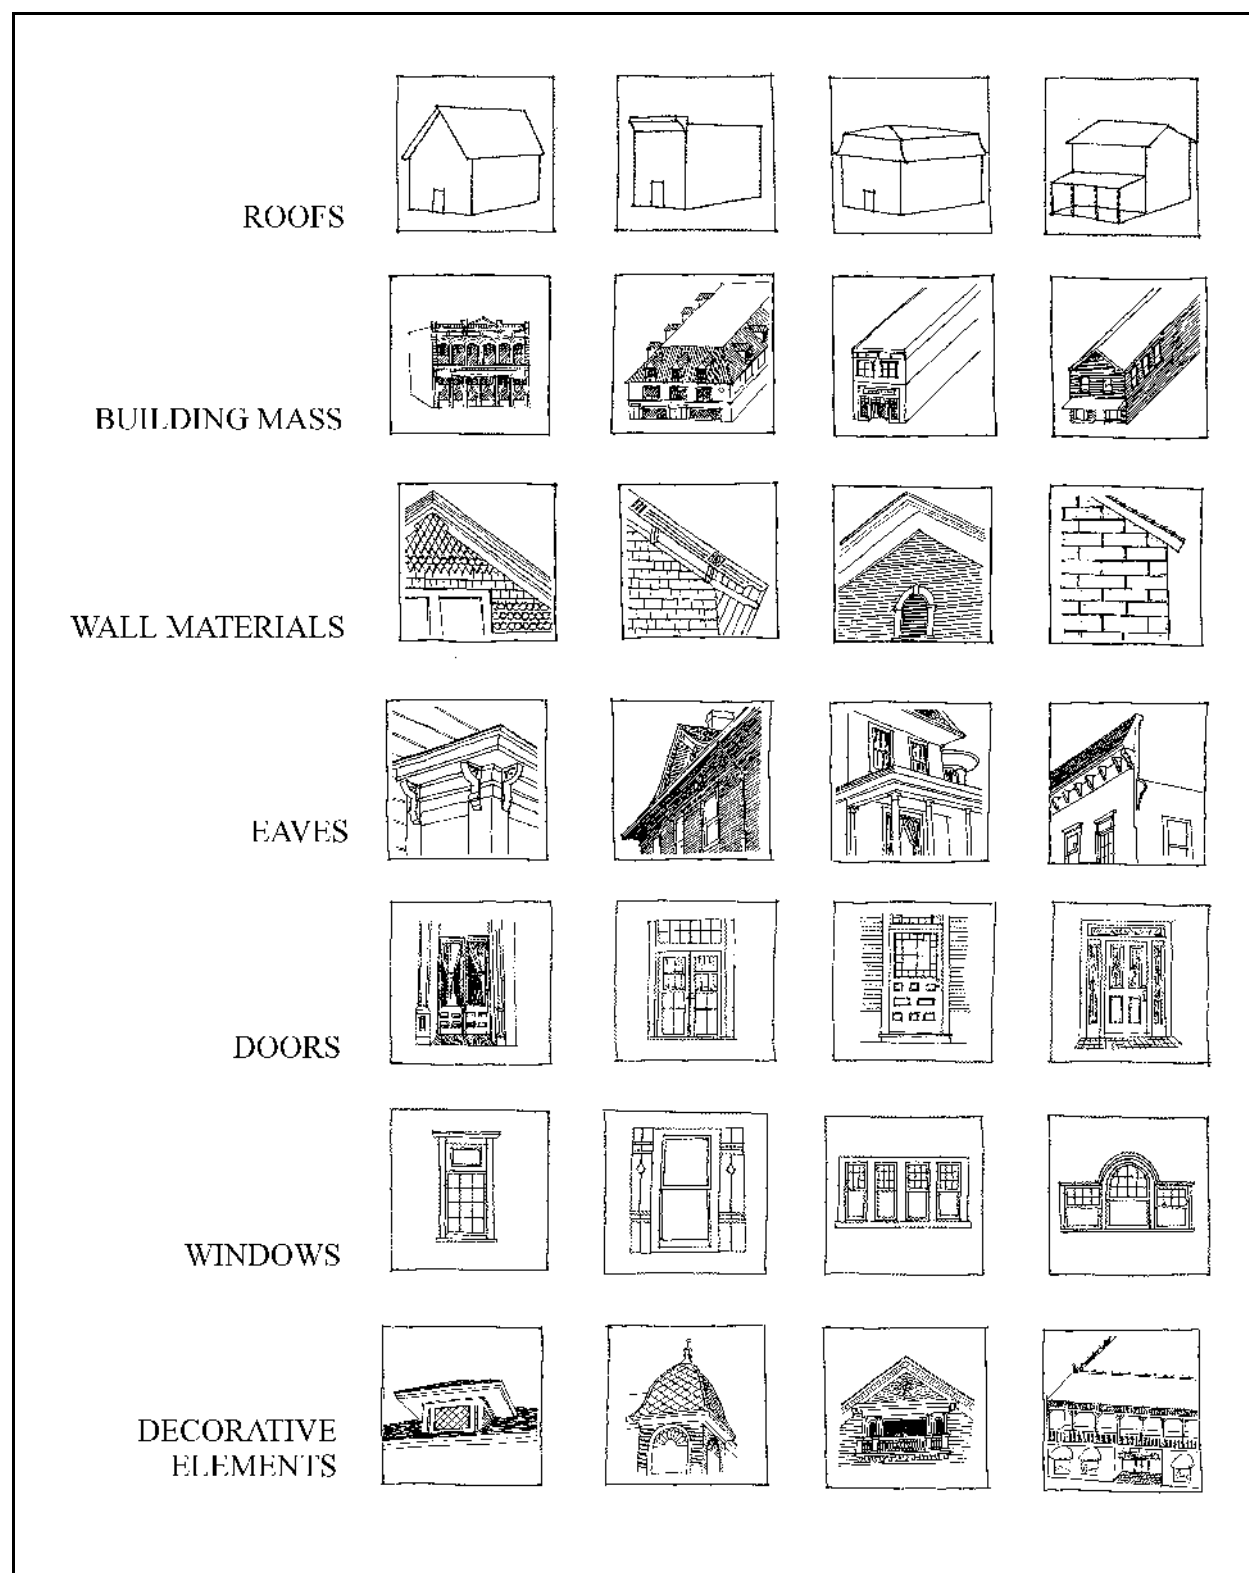 ROOFS
BUILDING MASS
WALL MATERIALS
EAVES
DOORS
WINDOWS
DECORATIVE
ELEMENTS